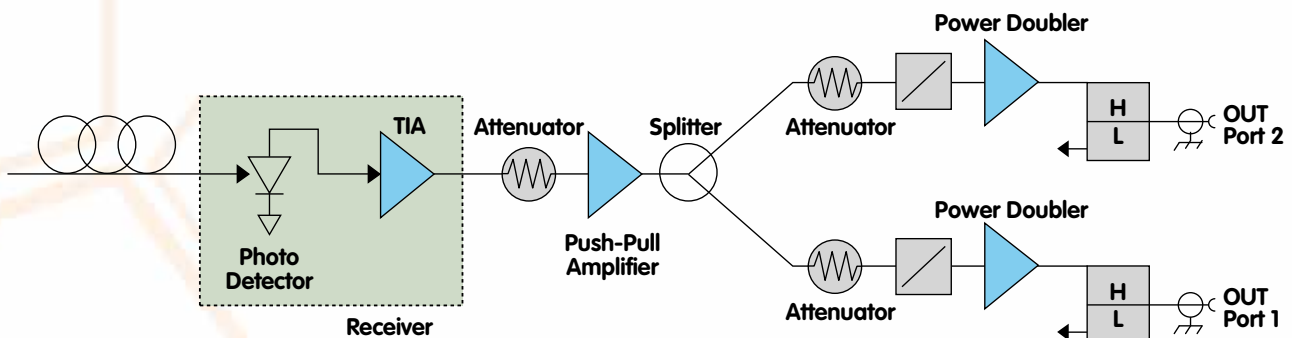 Power Doubler
TIA
Attenuator
Splitter
Attenuator
H
L
OUT
Port 2
Photo
Detector
Push-Pull
Amplifier
Power Doubler
Receiver
Attenuator
H
L
OUT
Port 1